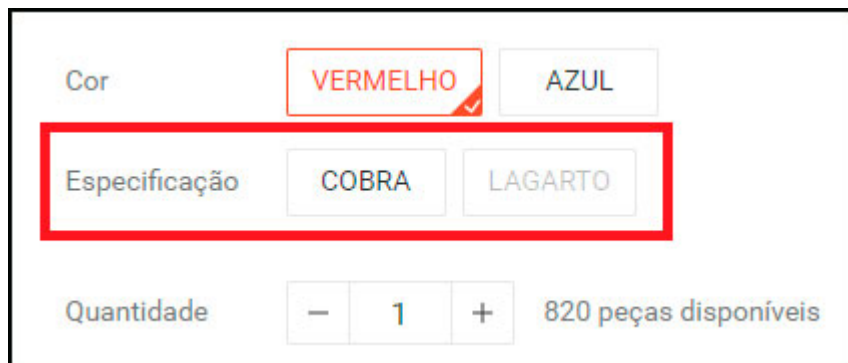 Cor VERMELHO AZUL
Especificação COBRA LAGARTO
Quantidade − 1 + 820 peças disponíveis